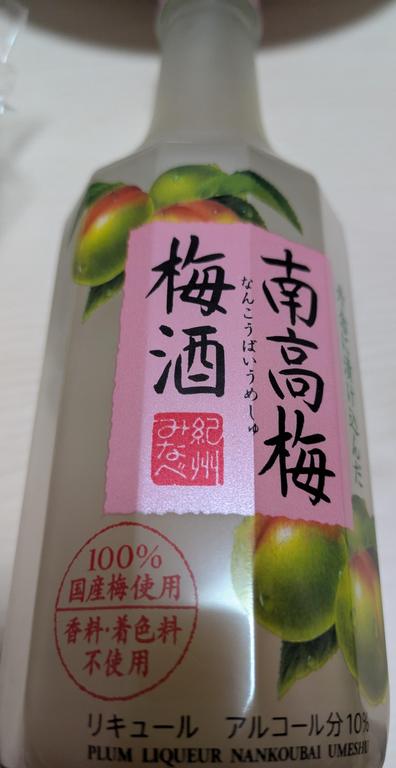 南高梅
なんこうばいうめしゅ
梅酒
紀州
みなべ
100%
国産梅使用
香料・着色料
不使用
リキュール アルコール分10%
PLUM LIQUEUR NANKOUBAI UMESHU